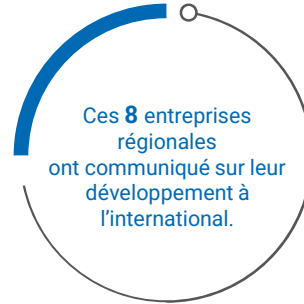 Ces 8 entreprises
régionales
ont communiqué sur leur
développement à
l'international.